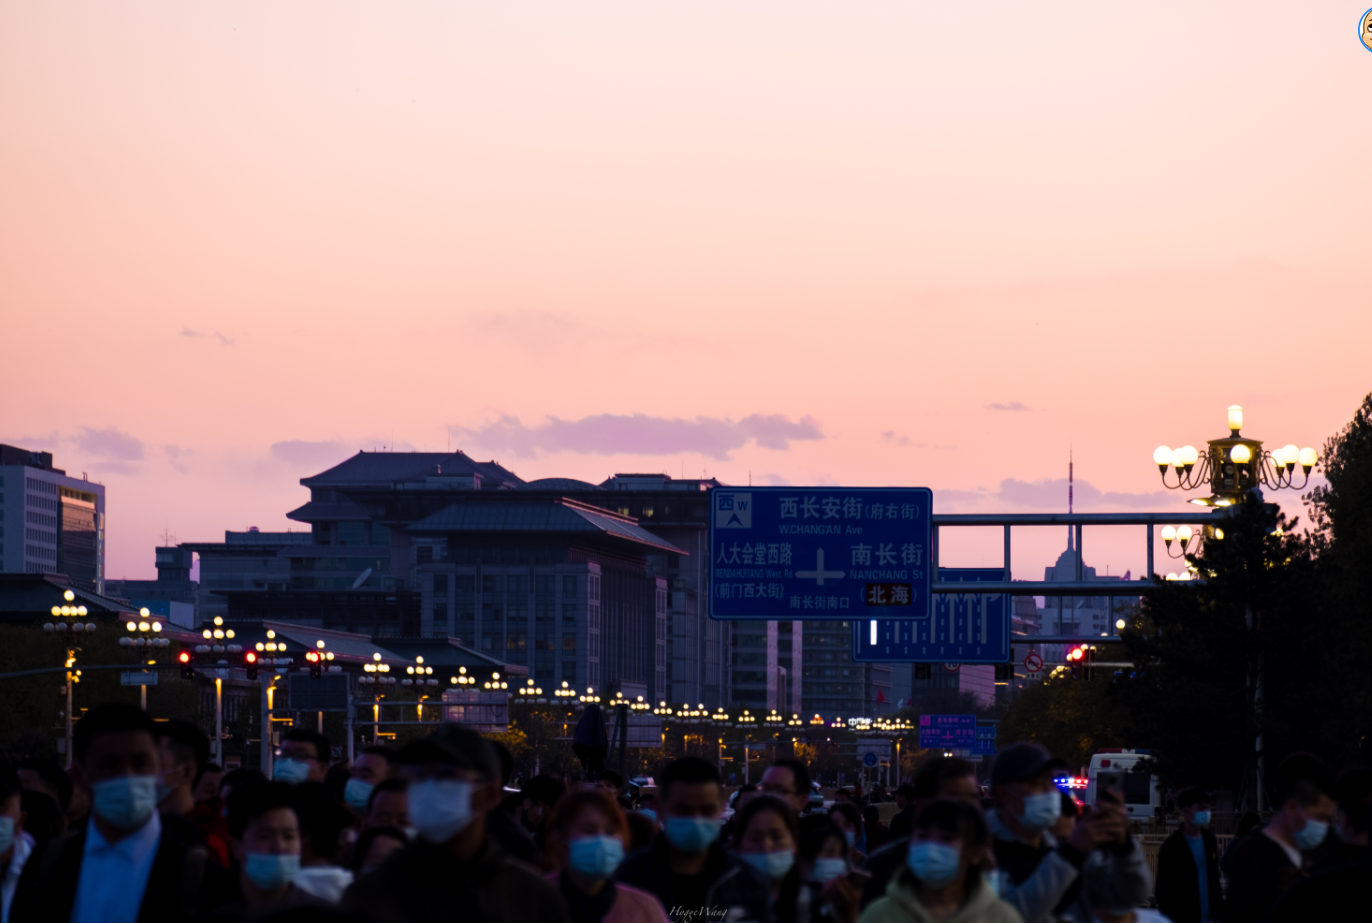 西 W
西长安街(府右街)
W.CHANG'AN Ave
人大会堂西路
RENDAHUITANG West Rd
(前门西大街)
南长街
NANCHANG St
南长街南口
北海
HyggeWang